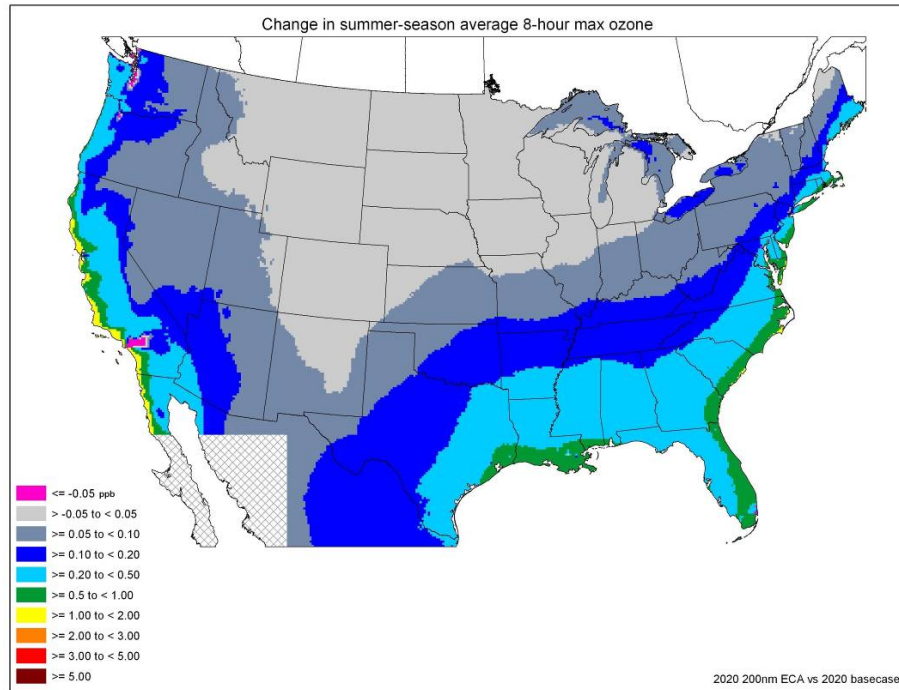 Change in summer-season average 8-hour max ozone
<= -0.05 ppb
> -0.05 to < 0.05
>= 0.05 to < 0.10
>= 0.10 to < 0.20
>= 0.20 to < 0.50
>= 0.5 to < 1.00
>= 1.00 to < 2.00
>= 2.00 to < 3.00
>= 3.00 to < 5.00
>= 5.00
2020 200nm ECA vs 2020 basecase